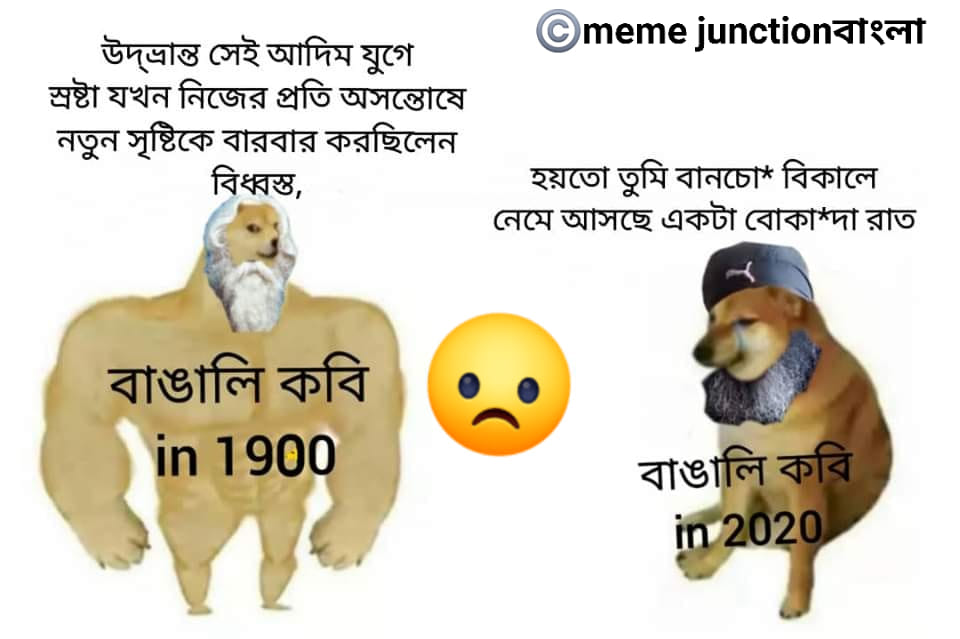 ©meme junctionবাংলা
উদ্ভ্রান্ত সেই আদিম যুগে
স্রষ্টা যখন নিজের প্রতি অসন্তোষে
নতুন সৃষ্টিকে বারবার করছিলেন
বিধ্বস্ত,
বাঙালি কবি
in 1900
হয়তো তুমি বানচো* বিকালে
নেমে আসছে একটা বোকা*দা রাত
বাঙালি কবি
in 2020